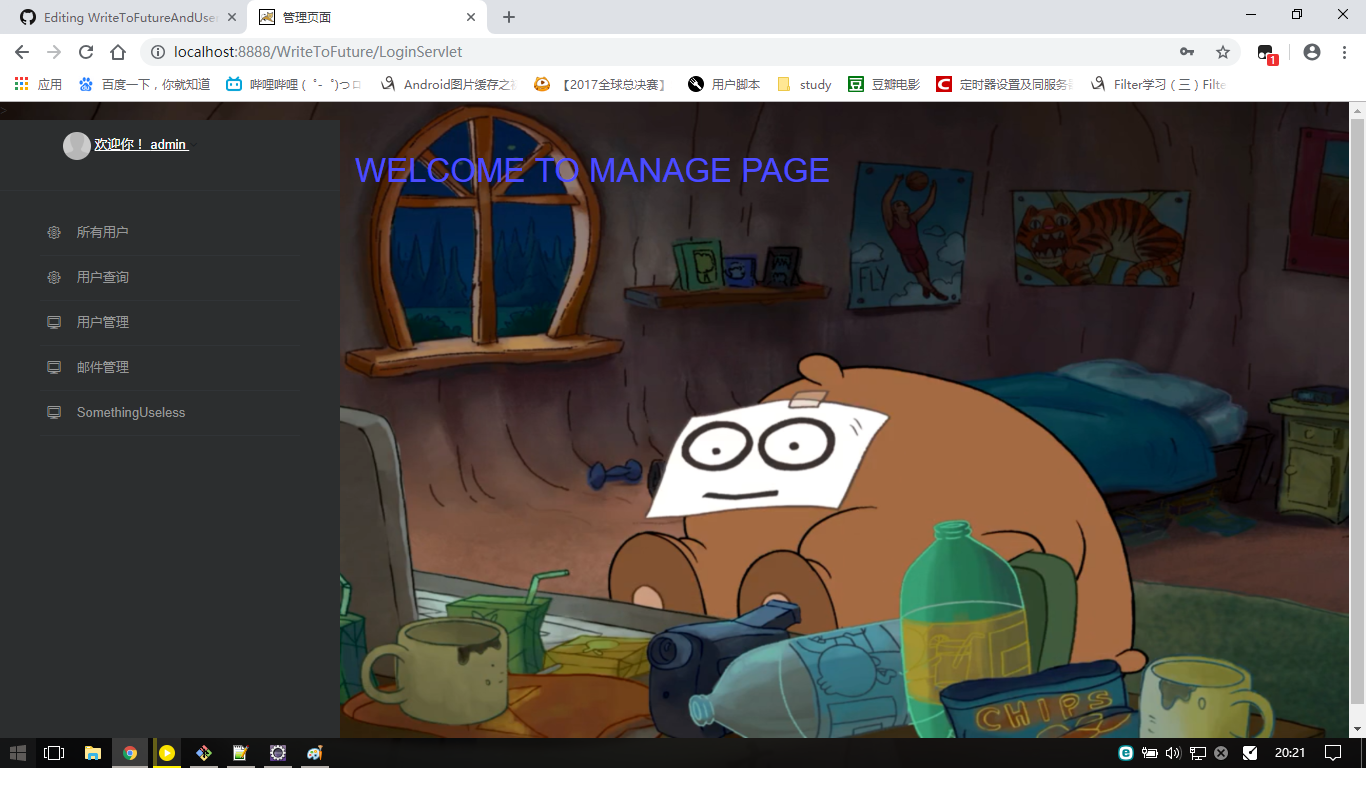 Editing WriteToFutureAndUser
管理页面
localhost:8888/WriteToFuture/LoginServlet
1
应用
百度一下，你就知道
哔哩哔哩 ( ゜- ゜)つロ
Android图片缓存之
【2017全球总决赛】
用户脚本
study
豆瓣电影
定时器设置及同服务
Filter学习（三）Filte
>
欢迎你！ admin
WELCOME TO MANAGE PAGE
所有用户
用户查询
用户管理
邮件管理
SomethingUseless
FLY
CHIPS
20:21